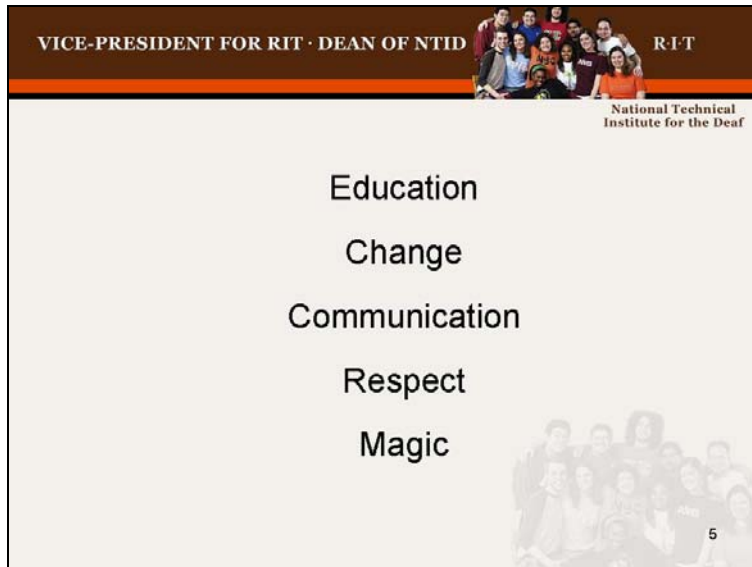 VICE-PRESIDENT FOR RIT · DEAN OF NTID
R·I·T
National Technical
Institute for the Deaf
Education
Change
Communication
Respect
Magic
5